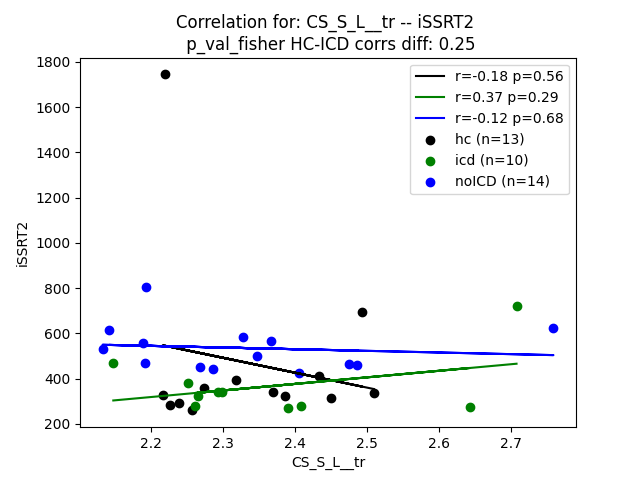 Correlation for: CS_S_L__tr -- iSSRT2
p_val_fisher HC-ICD corrs diff: 0.25
r=-0.18 p=0.56
r=0.37 p=0.29
r=-0.12 p=0.68
hc (n=13)
icd (n=10)
noICD (n=14)
1800
1600
1400
1200
1000
800
600
400
200
iSSRT2
2.2 2.3 2.4 2.5 2.6 2.7
CS_S_L__tr